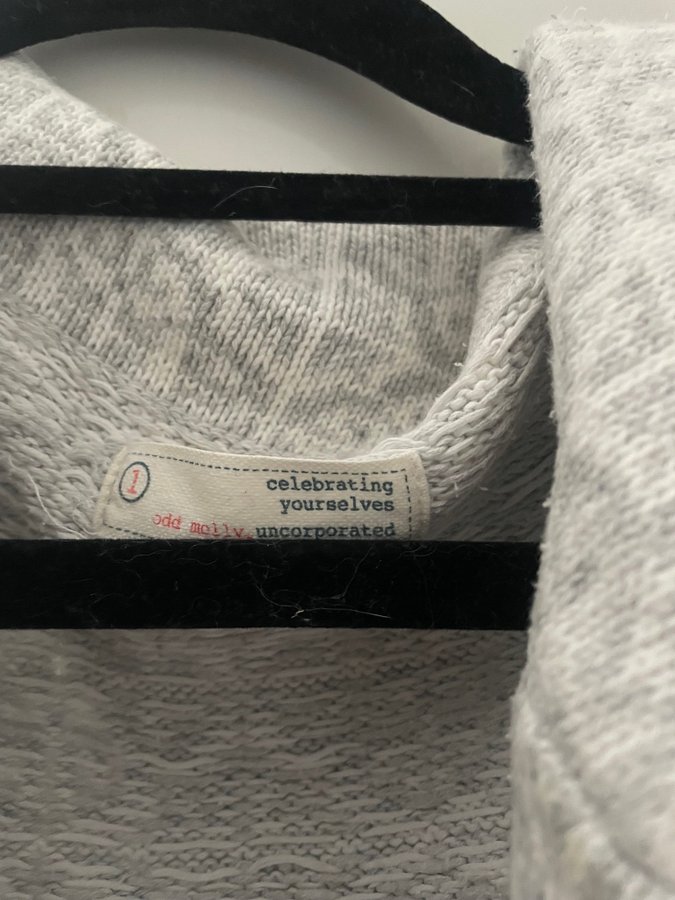 1
celebrating
yourselves
odd molly. uncorporated